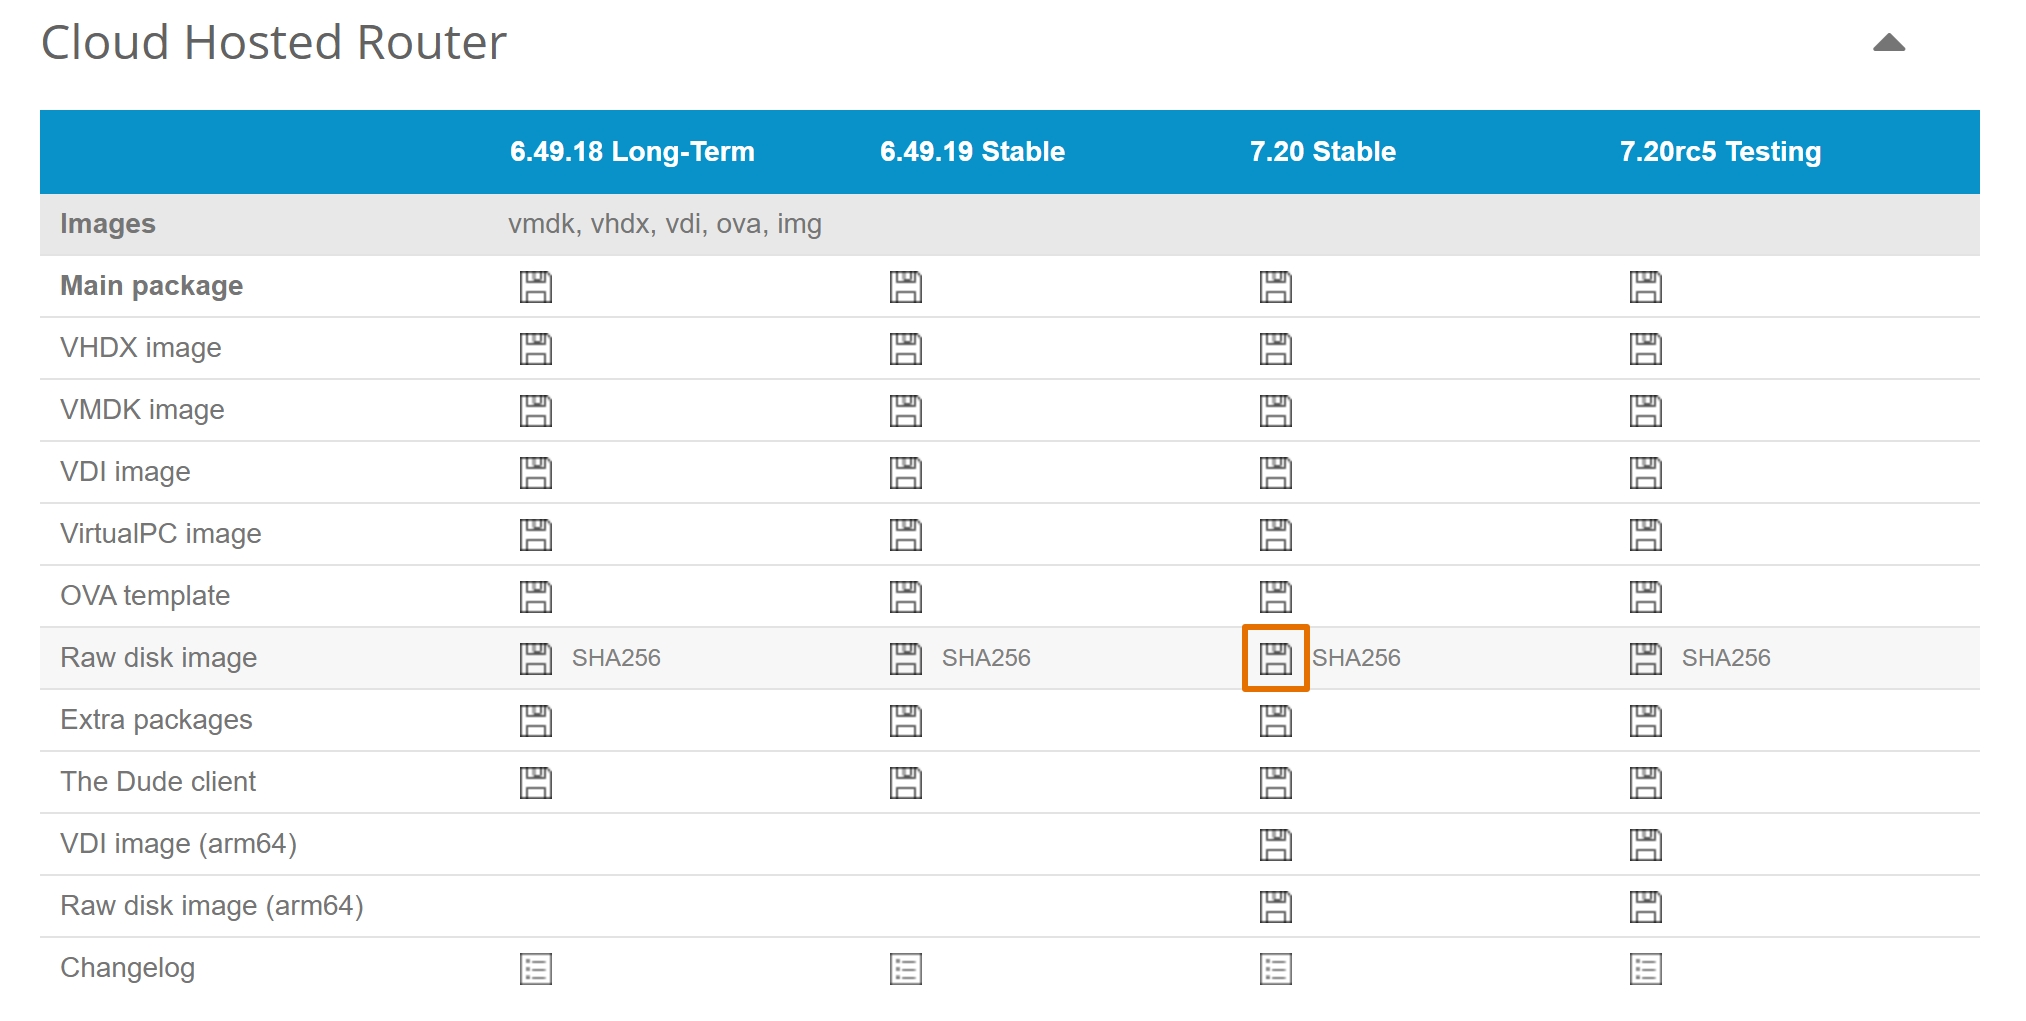 Cloud Hosted Router
6.49.18 Long-Term 6.49.19 Stable 7.20 Stable 7.20rc5 Testing
Images vmdk, vhdx, vdi, ova, img
Main package
VHDX image
VMDK image
VDI image
VirtualPC image
OVA template
Raw disk image SHA256 SHA256 SHA256 SHA256
Extra packages
The Dude client
VDI image (arm64)
Raw disk image (arm64)
Changelog